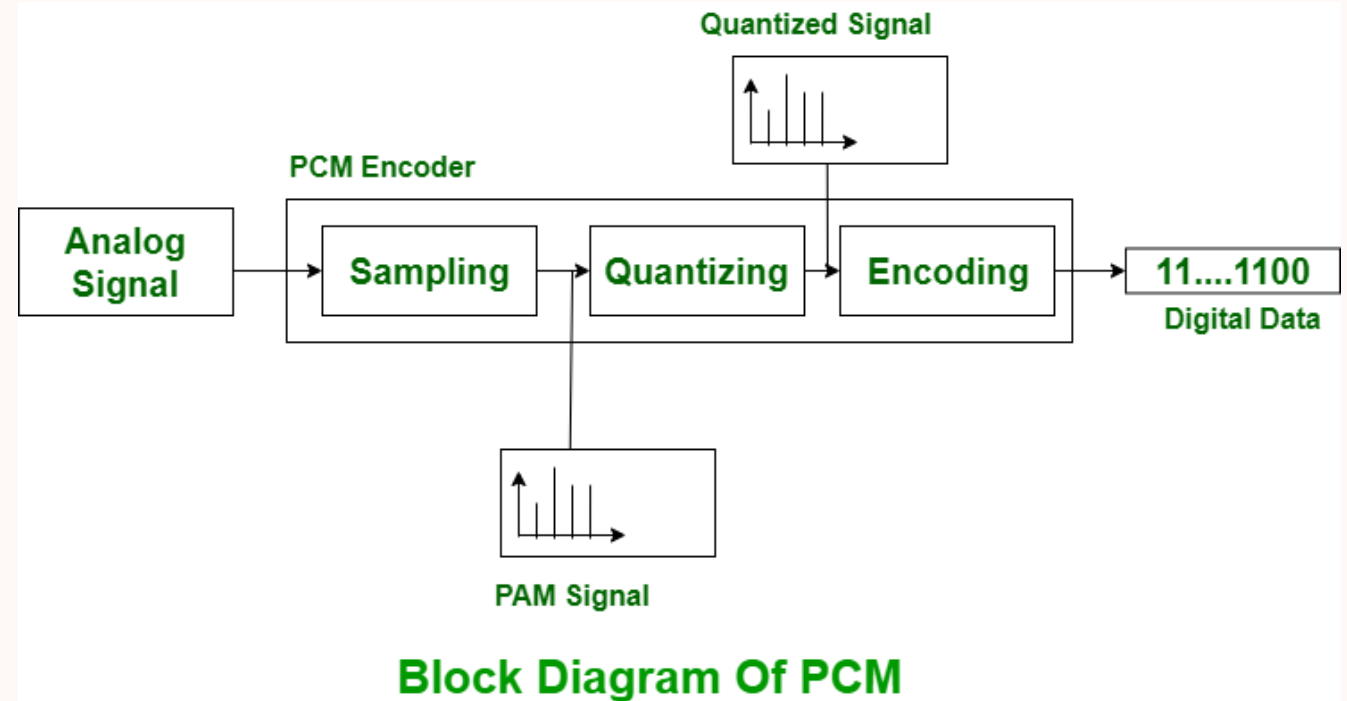 Quantized Signal
PCM Encoder
Analog
Signal
Sampling
Quantizing
Encoding
11....1100
Digital Data
PAM Signal
Block Diagram Of PCM